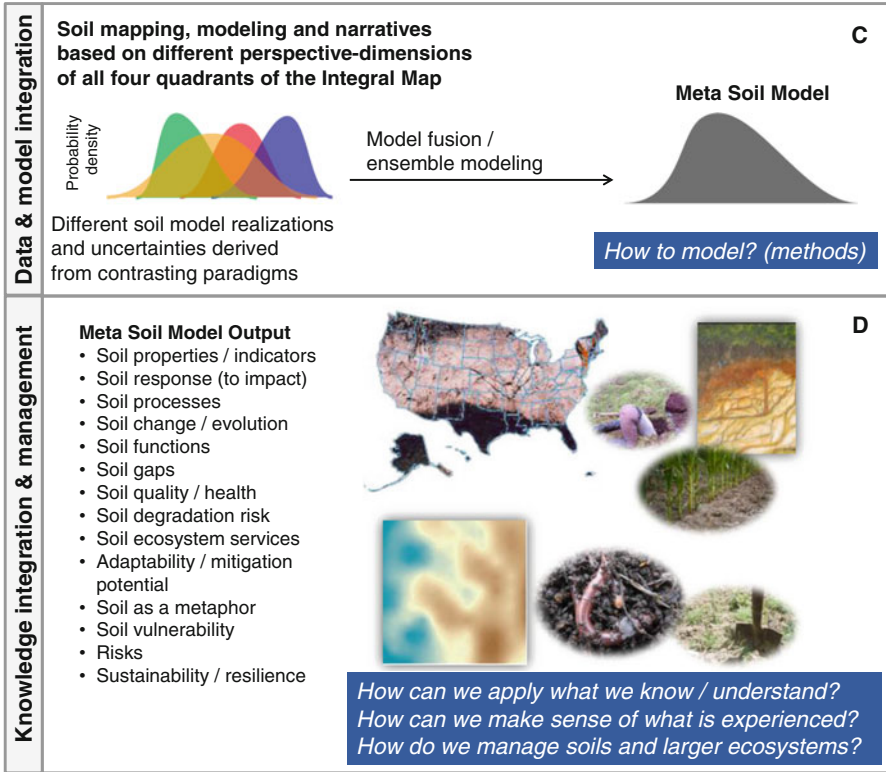 Data & model integration
Soil mapping, modeling and narratives
based on different perspective-dimensions
of all four quadrants of the Integral Map
C
Probability
density
Model fusion /
ensemble modeling
Meta Soil Model
Different soil model realizations
and uncertainties derived
from contrasting paradigms
How to model? (methods)
Knowledge integration & management
D
Meta Soil Model Output
• Soil properties / indicators
• Soil response (to impact)
• Soil processes
• Soil change / evolution
• Soil functions
• Soil gaps
• Soil quality / health
• Soil degradation risk
• Soil ecosystem services
• Adaptability / mitigation
potential
• Soil as a metaphor
• Soil vulnerability
• Risks
• Sustainability / resilience
How can we apply what we know / understand?
How can we make sense of what is experienced?
How do we manage soils and larger ecosystems?